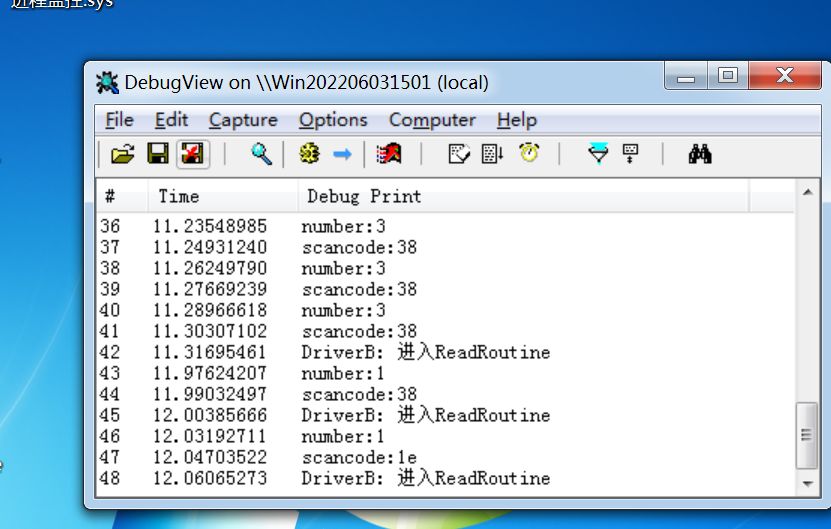 进程监控.sys
DebugView on \\Win202206031501 (local)
File Edit Capture Options Computer Help
# Time Debug Print
36 11.23548985 number:3
37 11.24931240 scancode:38
38 11.26249790 number:3
39 11.27669239 scancode:38
40 11.28966618 number:3
41 11.30307102 scancode:38
42 11.31695461 DriverB: 进入ReadRoutine
43 11.97624207 number:1
44 11.99032497 scancode:38
45 12.00385666 DriverB: 进入ReadRoutine
46 12.03192711 number:1
47 12.04703522 scancode:1e
48 12.06065273 DriverB: 进入ReadRoutine